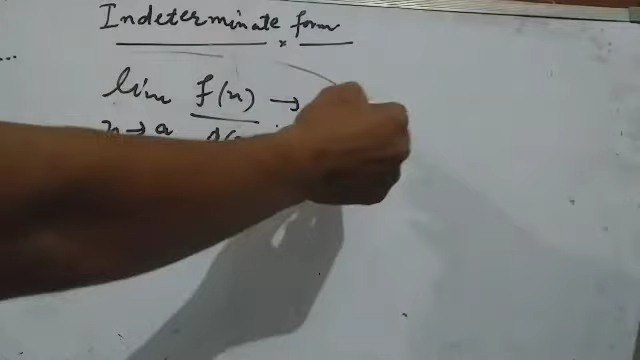 Indeterminate form
...
lim f(x) →
x → a